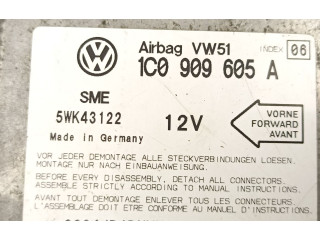 Airbag VW51 INDEX 06
1C0 909 605 A
SME
5WK43122 12V
Made in Germany
VORNE
FORWARD
AVANT
VOR JEDER DEMONTAGE ALLE STECKVERBINDUNGEN LOESEN.
MONTAGE NUR NACH EINBAUANWEISUNG.
BEFORE EVERY DISASSEMBLY, DETACH ALL CONNECTORS.
ASSEMBLE STRICTLY ACCORDING TO MANUAL INSTRUCTIONS.
AVANT TOUT DEMONTAGE ENLEVER TOUS LES CONNECTEURS.
L'ASSEMBLAGE DOIT ETRE CONFORME AU MANUEL D'INSTRUCTIONS.